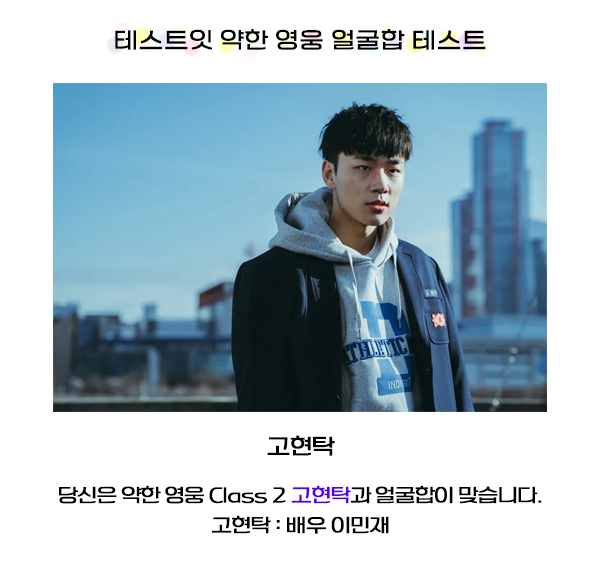 테스트잇 약한 영웅 얼굴합 테스트
THLETIC
INDI
고현탁
당신은 약한 영웅 Class 2 고현탁과 얼굴합이 맞습니다.
고현탁 : 배우 이민재